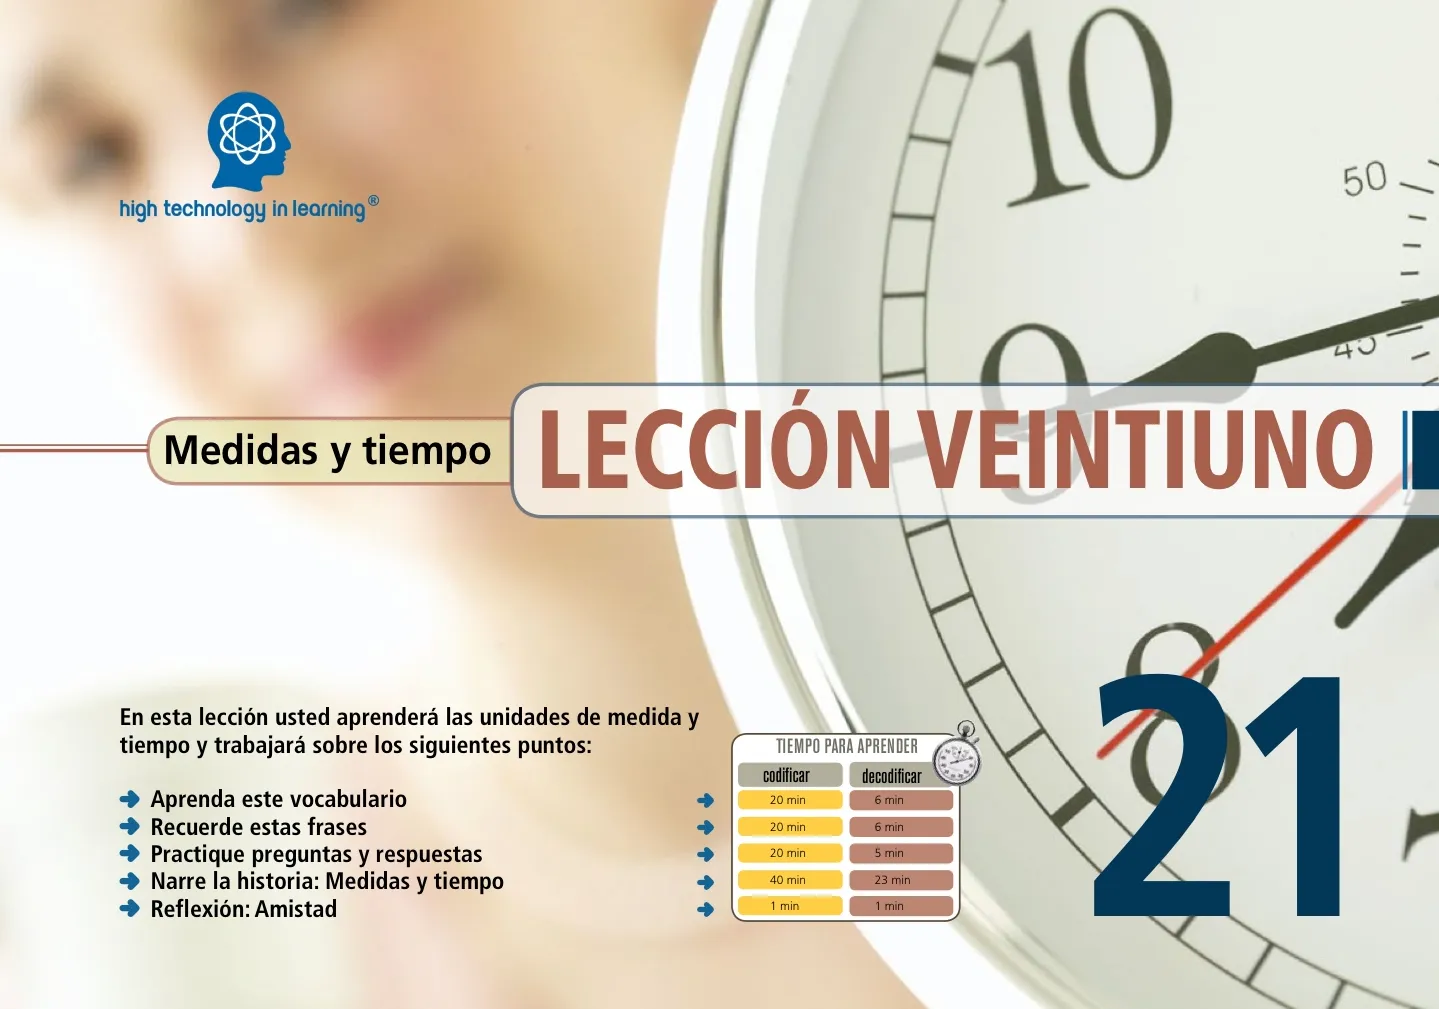 10
50
45
9
high technology in learning®
Medidas y tiempo
LECCIÓN VEINTIUNO
8
En esta lección usted aprenderá las unidades de medida y
tiempo y trabajará sobre los siguientes puntos:
TIEMPO PARA APRENDER
codificar decodificar
Aprenda este vocabulario 20 min 6 min
Recuerde estas frases 20 min 6 min
Practique preguntas y respuestas 20 min 5 min
Narre la historia: Medidas y tiempo 40 min 23 min
Reflexión: Amistad 1 min 1 min
21